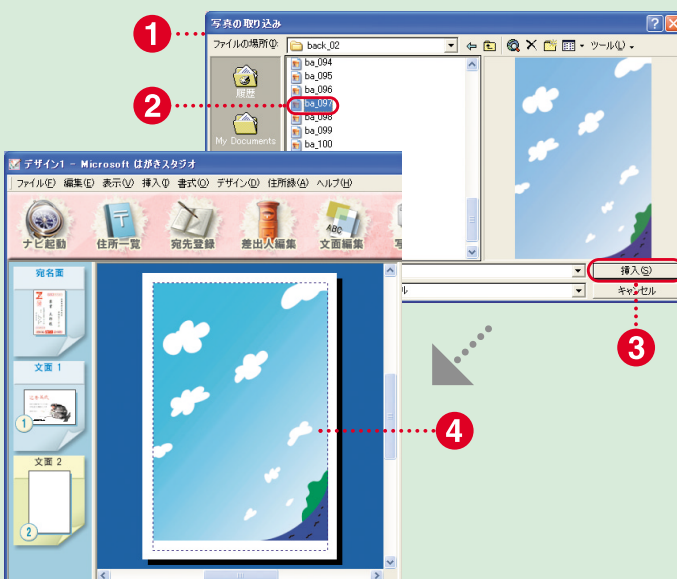 写真の取り込み
1
ファイルの場所(I):
back_02
ツール(L)
ba_094
ba_095
ba_096
2
ba_097
ba_098
ba_099
ba_100
履歴
My Documents
挿入(S)
キャンセル
3
デザイン1 - Microsoft はがきスタジオ
ファイル(F) 編集(E) 表示(V) 挿入(I) 書式(O) デザイン(D) 住所録(A) ヘルプ(H)
ナビ起動 住所一覧 宛先登録 差出人編集 文面編集
宛名面
文面 1
1
文面 2
2
4